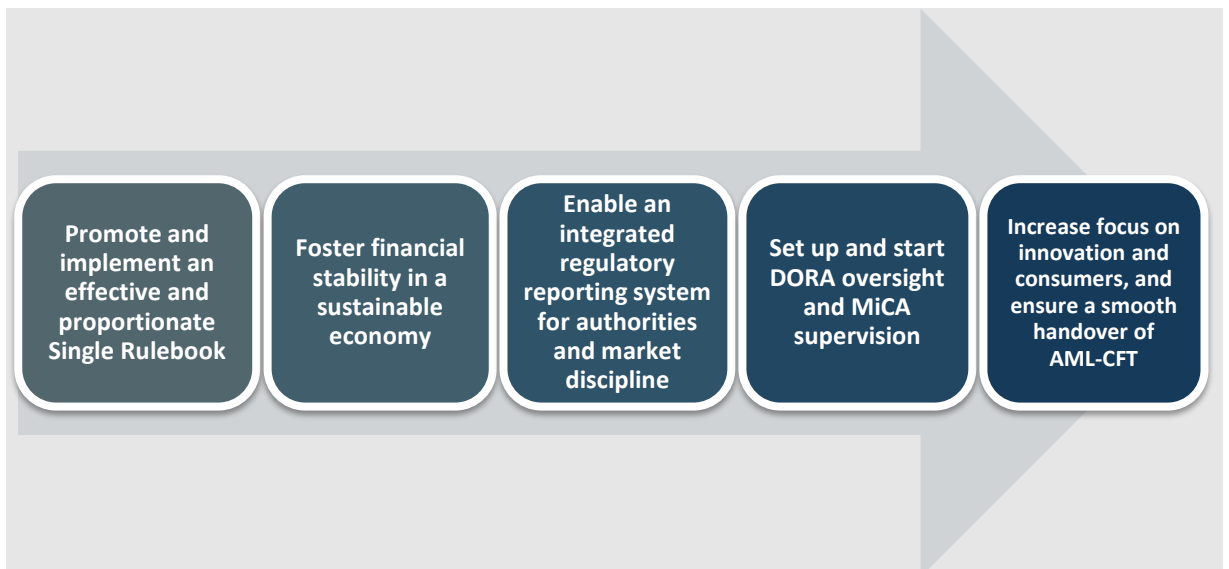 Promote and
implement an
effective and
proportionate
Single Rulebook
Foster financial
stability in a
sustainable
economy
Enable an
integrated
regulatory
reporting system
for authorities
and market
discipline
Set up and start
DORA oversight
and MiCA
supervision
Increase focus on
innovation and
consumers, and
ensure a smooth
handover of
AML-CFT